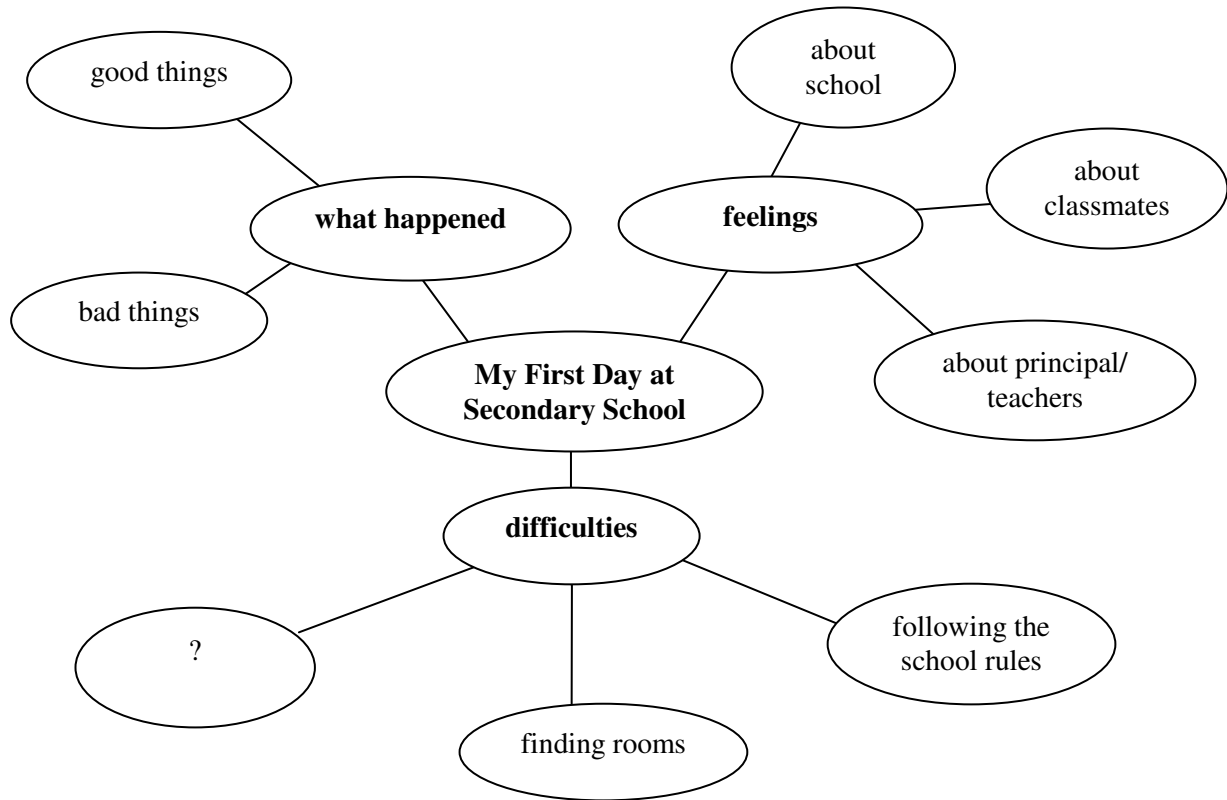 good things
about
school
about
classmates
what happened
feelings
bad things
about principal/
teachers
My First Day at
Secondary School
difficulties
?
following the
school rules
finding rooms